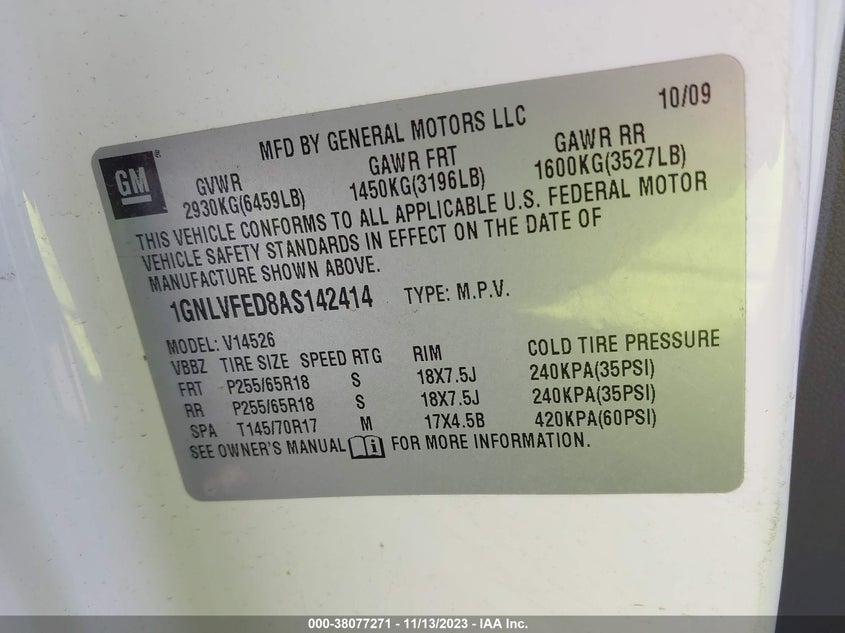 10/09
MFD BY GENERAL MOTORS LLC
GM®
GVWR GAWR FRT GAWR RR
2930KG(6459LB) 1450KG(3196LB) 1600KG(3527LB)
THIS VEHICLE CONFORMS TO ALL APPLICABLE U.S. FEDERAL MOTOR
VEHICLE SAFETY STANDARDS IN EFFECT ON THE DATE OF
MANUFACTURE SHOWN ABOVE.
1GNLVFED8AS142414 TYPE: M.P.V.
MODEL: V14526
VBBZ TIRE SIZE SPEED RTG RIM COLD TIRE PRESSURE
FRT P255/65R18 S 18X7.5J 240KPA(35PSI)
RR P255/65R18 S 18X7.5J 240KPA(35PSI)
SPA T145/70R17 M 17X4.5B 420KPA(60PSI)
SEE OWNER'S MANUAL i FOR MORE INFORMATION.
000-38077271 - 11/13/2023 - IAA Inc.